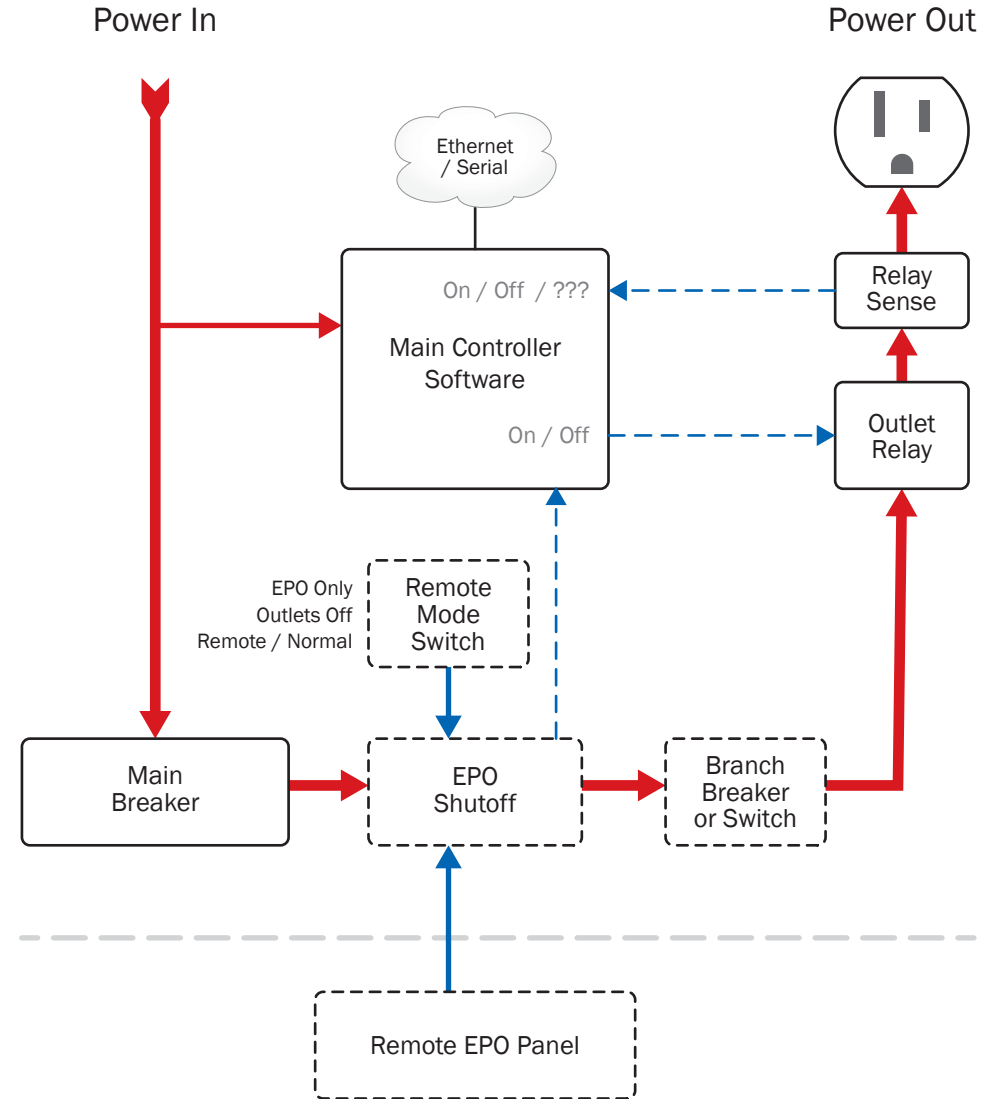 Power In
Power Out
Ethernet
/ Serial
On / Off / ???
Main Controller
Software
On / Off
Relay
Sense
Outlet
Relay
EPO Only
Outlets Off
Remote / Normal
Remote
Mode
Switch
Main
Breaker
EPO
Shutoff
Branch
Breaker
or Switch
Remote EPO Panel